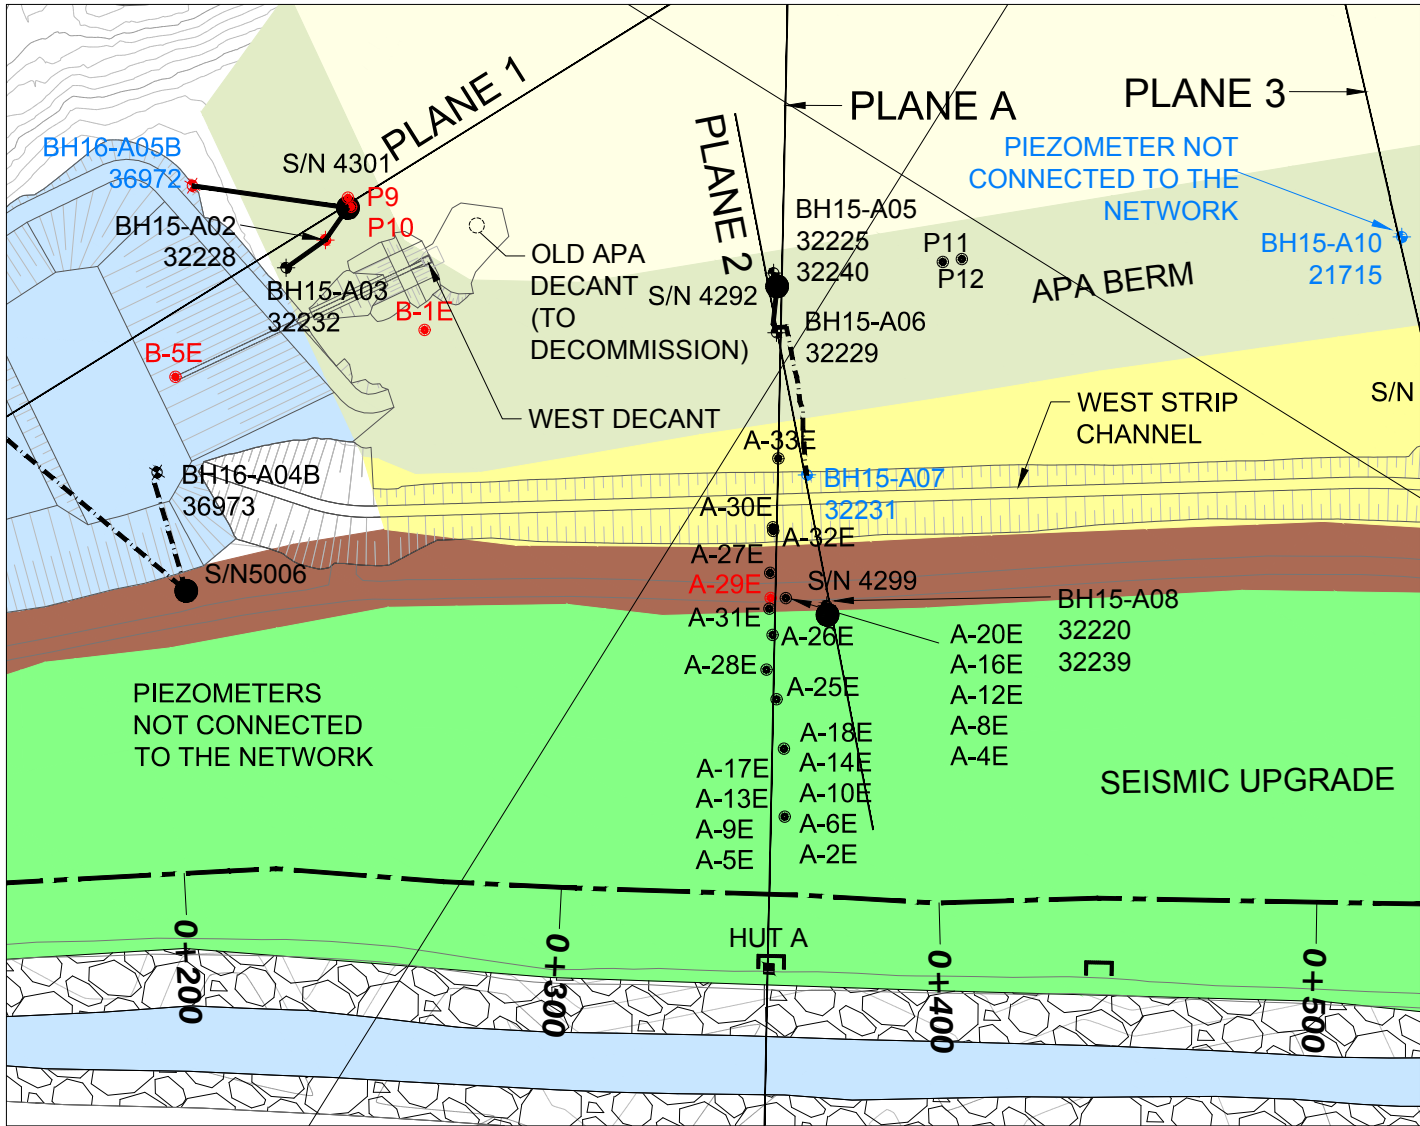 PLANE 1
PLANE A
PLANE 3
PLANE 2
BH16-A05B
36972
S/N 4301
P9
P10
BH15-A02
32228
BH15-A03
32232
B-1E
B-5E
OLD APA
DECANT
(TO
DECOMMISSION)
WEST DECANT
BH15-A05
32225
32240
S/N 4292
BH15-A06
32229
P11
P12
APA BERM
PIEZOMETER NOT
CONNECTED TO THE
NETWORK
BH15-A10
21715
S/N
WEST STRIP
CHANNEL
BH16-A04B
36973
S/N5006
A-33E
BH15-A07
32231
A-30E
A-32E
A-27E
A-29E
A-31E
S/N 4299
A-26E
A-28E
A-25E
BH15-A08
32220
32239
A-20E
A-16E
A-12E
A-8E
A-4E
A-18E
A-14E
A-10E
A-6E
A-2E
A-17E
A-13E
A-9E
A-5E
PIEZOMETERS
NOT CONNECTED
TO THE NETWORK
SEISMIC UPGRADE
HUT A
0+200
0+300
0+400
0+500